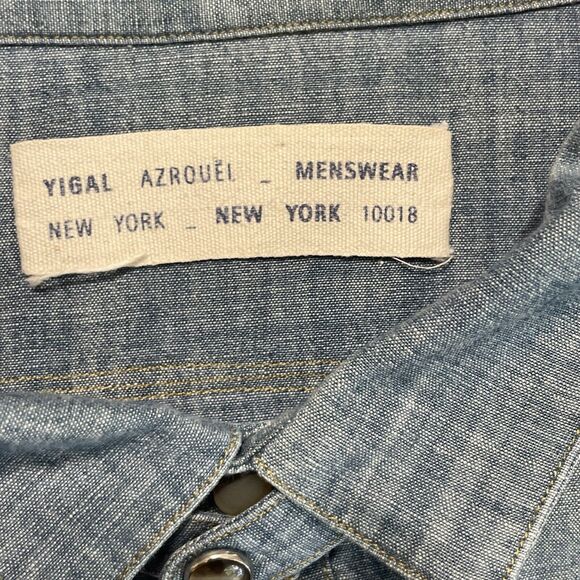 YIGAL AZROUËL _ MENSWEAR
NEW YORK _ NEW YORK 10018